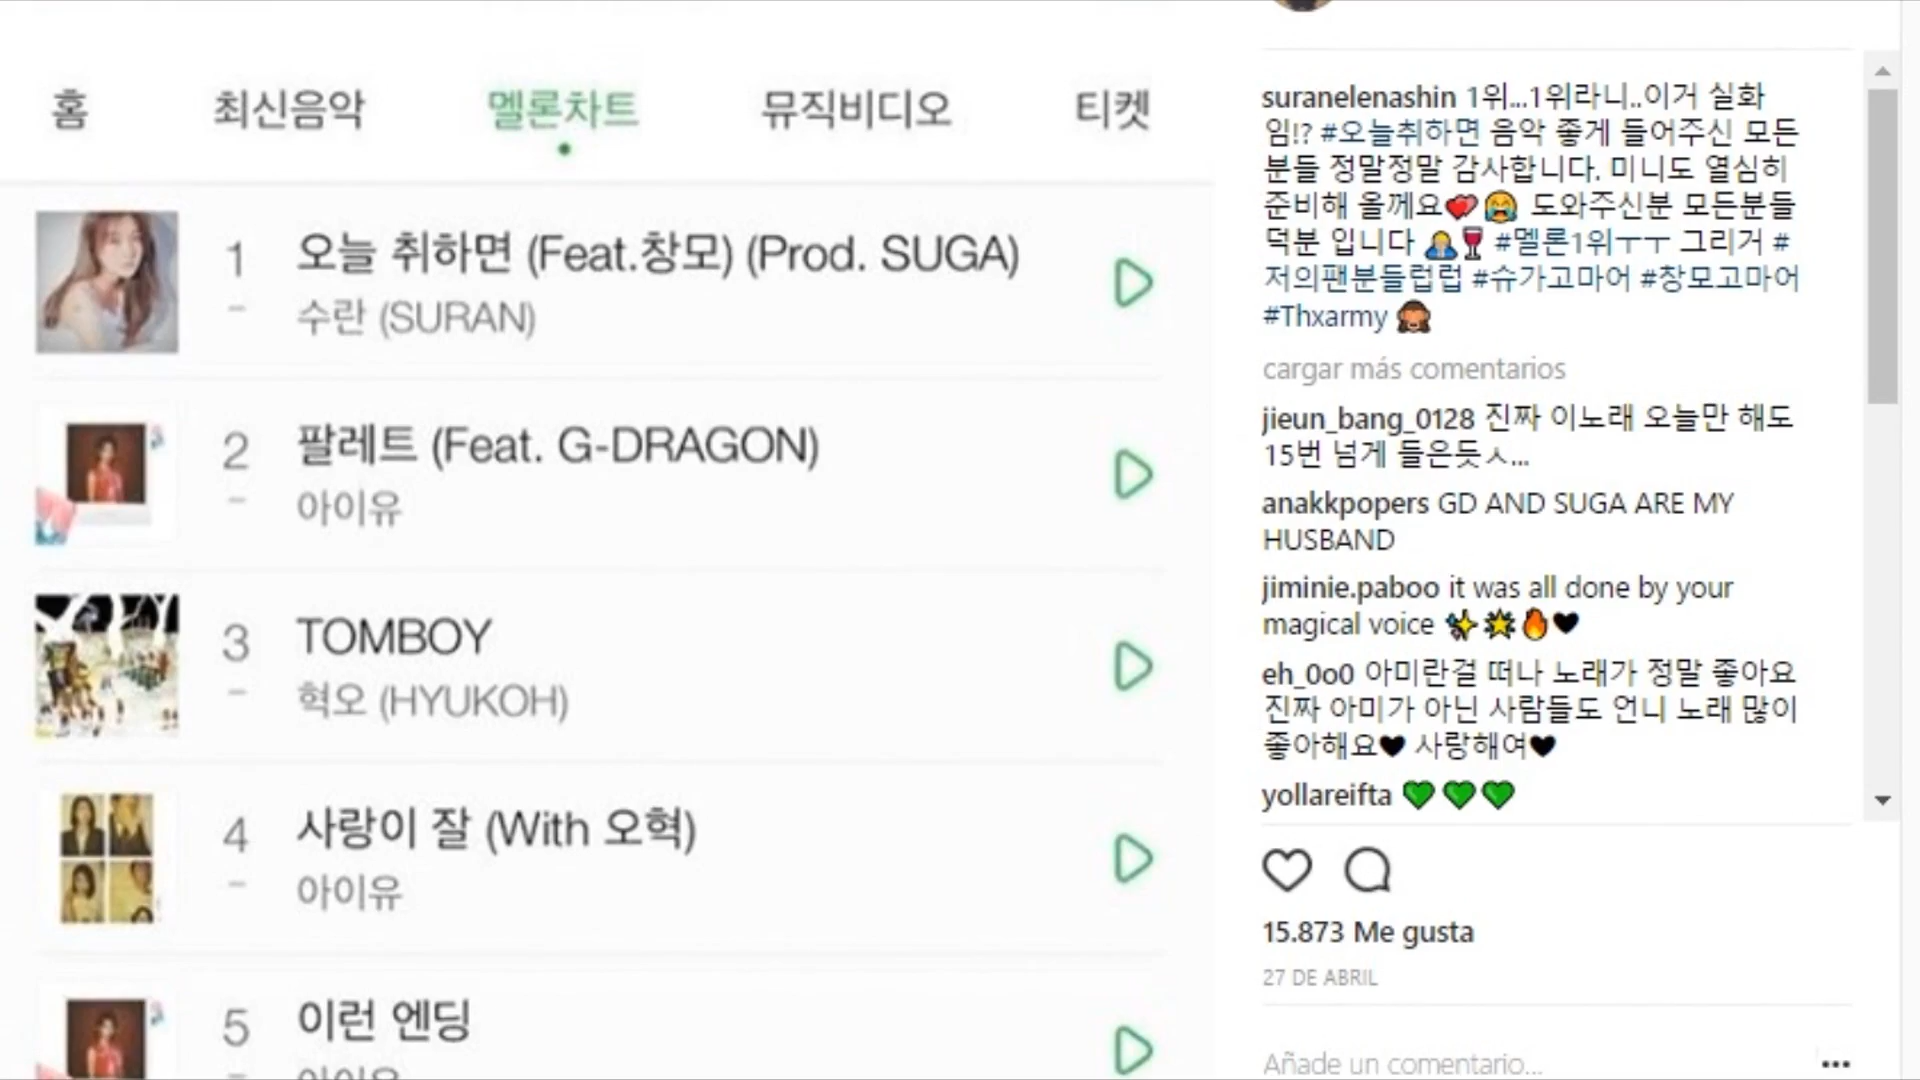 홈 최신음악 멜론차트 뮤직비디오 티켓
1 오늘 취하면 (Feat.창모) (Prod. SUGA)
수란 (SURAN)
2 팔레트 (Feat. G-DRAGON)
아이유
3 TOMBOY
혁오 (HYUKOH)
4 사랑이 잘 (With 오혁)
아이유
5 이런 엔딩
아이유
suranelenashin 1위...1위라니..이거 실화
임!? #오늘취하면 음악 좋게 들어주신 모든
분들 정말정말 감사합니다. 미니도 열심히
준비해 올께요💕😭 도와주신분 모든분들
덕분 입니다 🙇🍷 #멜론1위ㅜㅜ 그리거 #
저의팬분들럽럽 #슈가고마어 #창모고마어
#Thxarmy 🙈
cargar más comentarios
jieun_bang_0128 진짜 이노래 오늘만 해도
15번 넘게 들은듯ㅅ...
anakkpopers GD AND SUGA ARE MY
HUSBAND
jiminie.paboo it was all done by your
magical voice ✨🌟🔥🖤
eh_0o0 아미란걸 떠나 노래가 정말 좋아요
진짜 아미가 아닌 사람들도 언니 노래 많이
좋아해요♥ 사랑해여♥
yollareifta 💚💚💚
15.873 Me gusta
27 DE ABRIL
Añade un comentario...